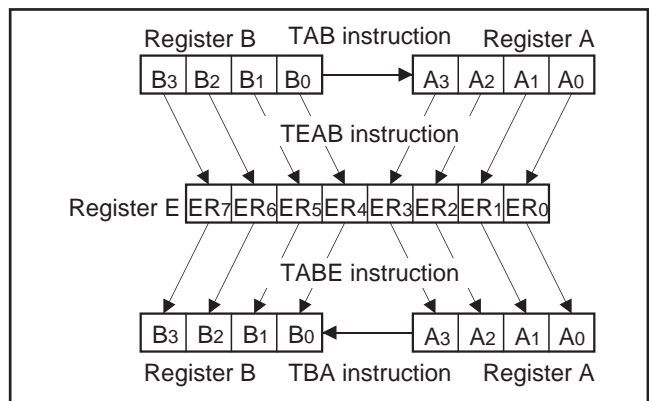 Register B TAB instruction Register A
B3 B2 B1 B0 A3 A2 A1 A0
TEAB instruction
Register E ER7 ER6 ER5 ER4 ER3 ER2 ER1 ER0
TABE instruction
B3 B2 B1 B0 A3 A2 A1 A0
Register B TBA instruction Register A